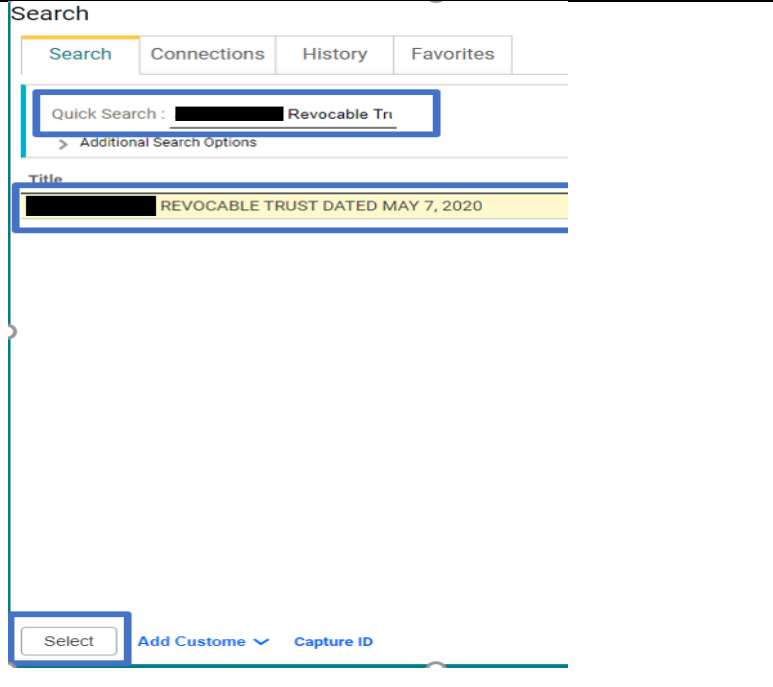 Search
Search Connections History Favorites
Quick Search : Revocable Tru
Additional Search Options
Title
REVOCABLE TRUST DATED MAY 7, 2020
Select Add Custome Capture ID